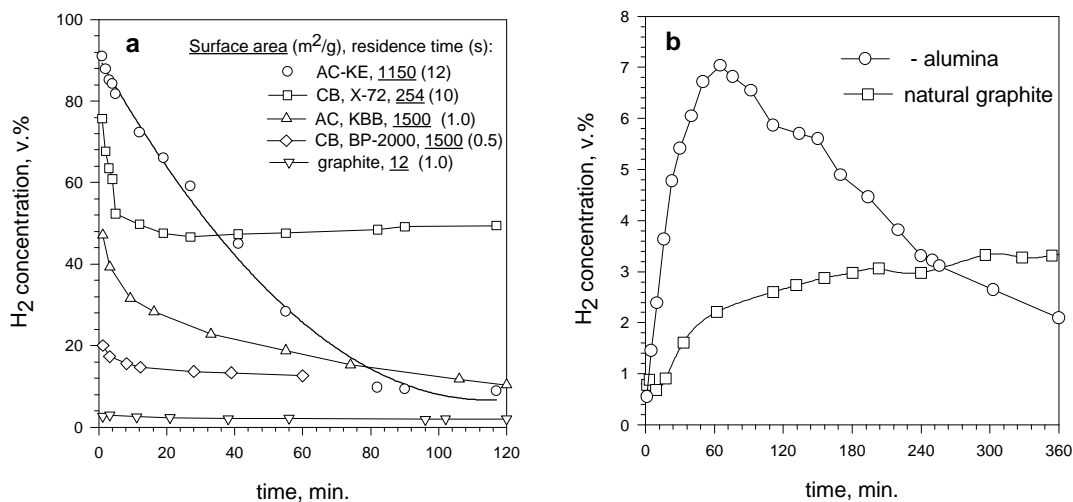 a
Surface area (m2/g), residence time (s):
AC-KE, 1150 (12)
CB, X-72, 254 (10)
AC, KBB, 1500 (1.0)
CB, BP-2000, 1500 (0.5)
graphite, 12 (1.0)
H2 concentration, v.%
100
80
60
40
20
0
0 20 40 60 80 100 120
time, min.
b
- alumina
natural graphite
H2 concentration, v.%
8
7
6
5
4
3
2
1
0
0 60 120 180 240 300 360
time, min.